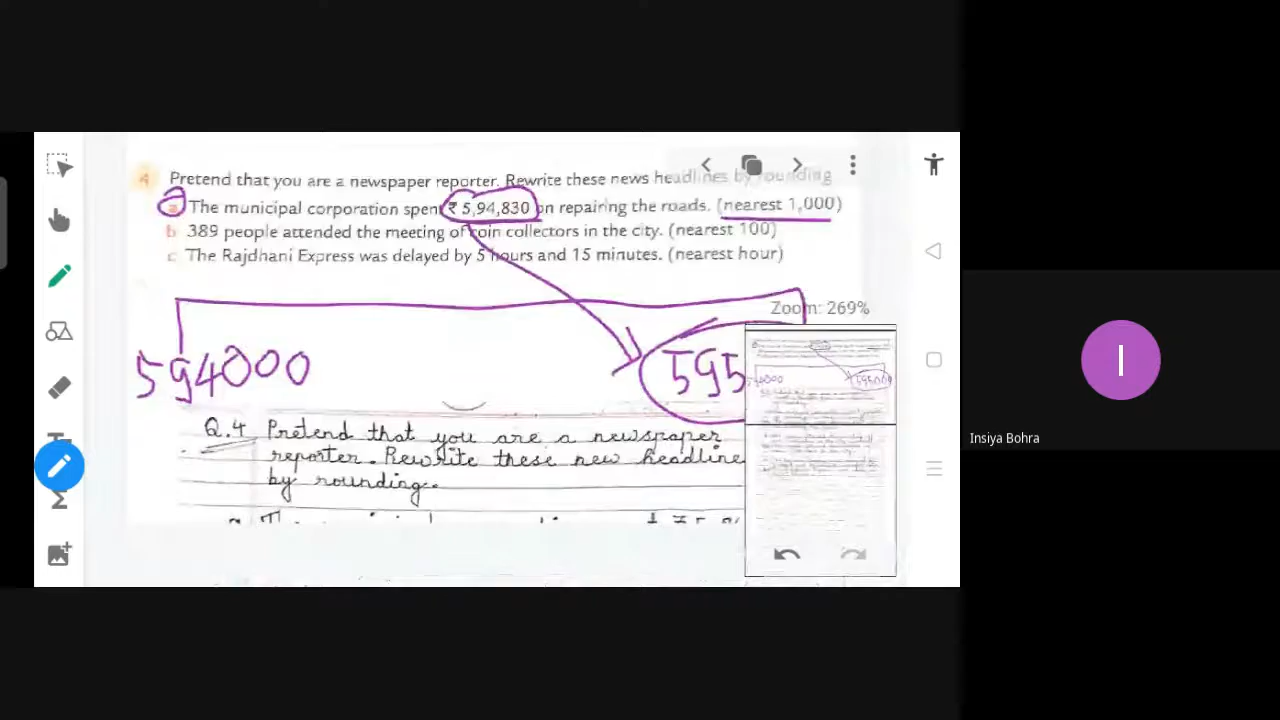 4 Pretend that you are a newspaper reporter. Rewrite these news headlines by rounding
a The municipal corporation spent ₹ 5,94,830 on repairing the roads. (nearest 1,000)
b 389 people attended the meeting of coin collectors in the city. (nearest 100)
c The Rajdhani Express was delayed by 5 hours and 15 minutes. (nearest hour)
Zoom: 269%
594000
595
594000
595000
Q.4 Pretend that you are a newspaper
reporter. Rewrite these new headline
by rounding.
I
Insiya Bohra